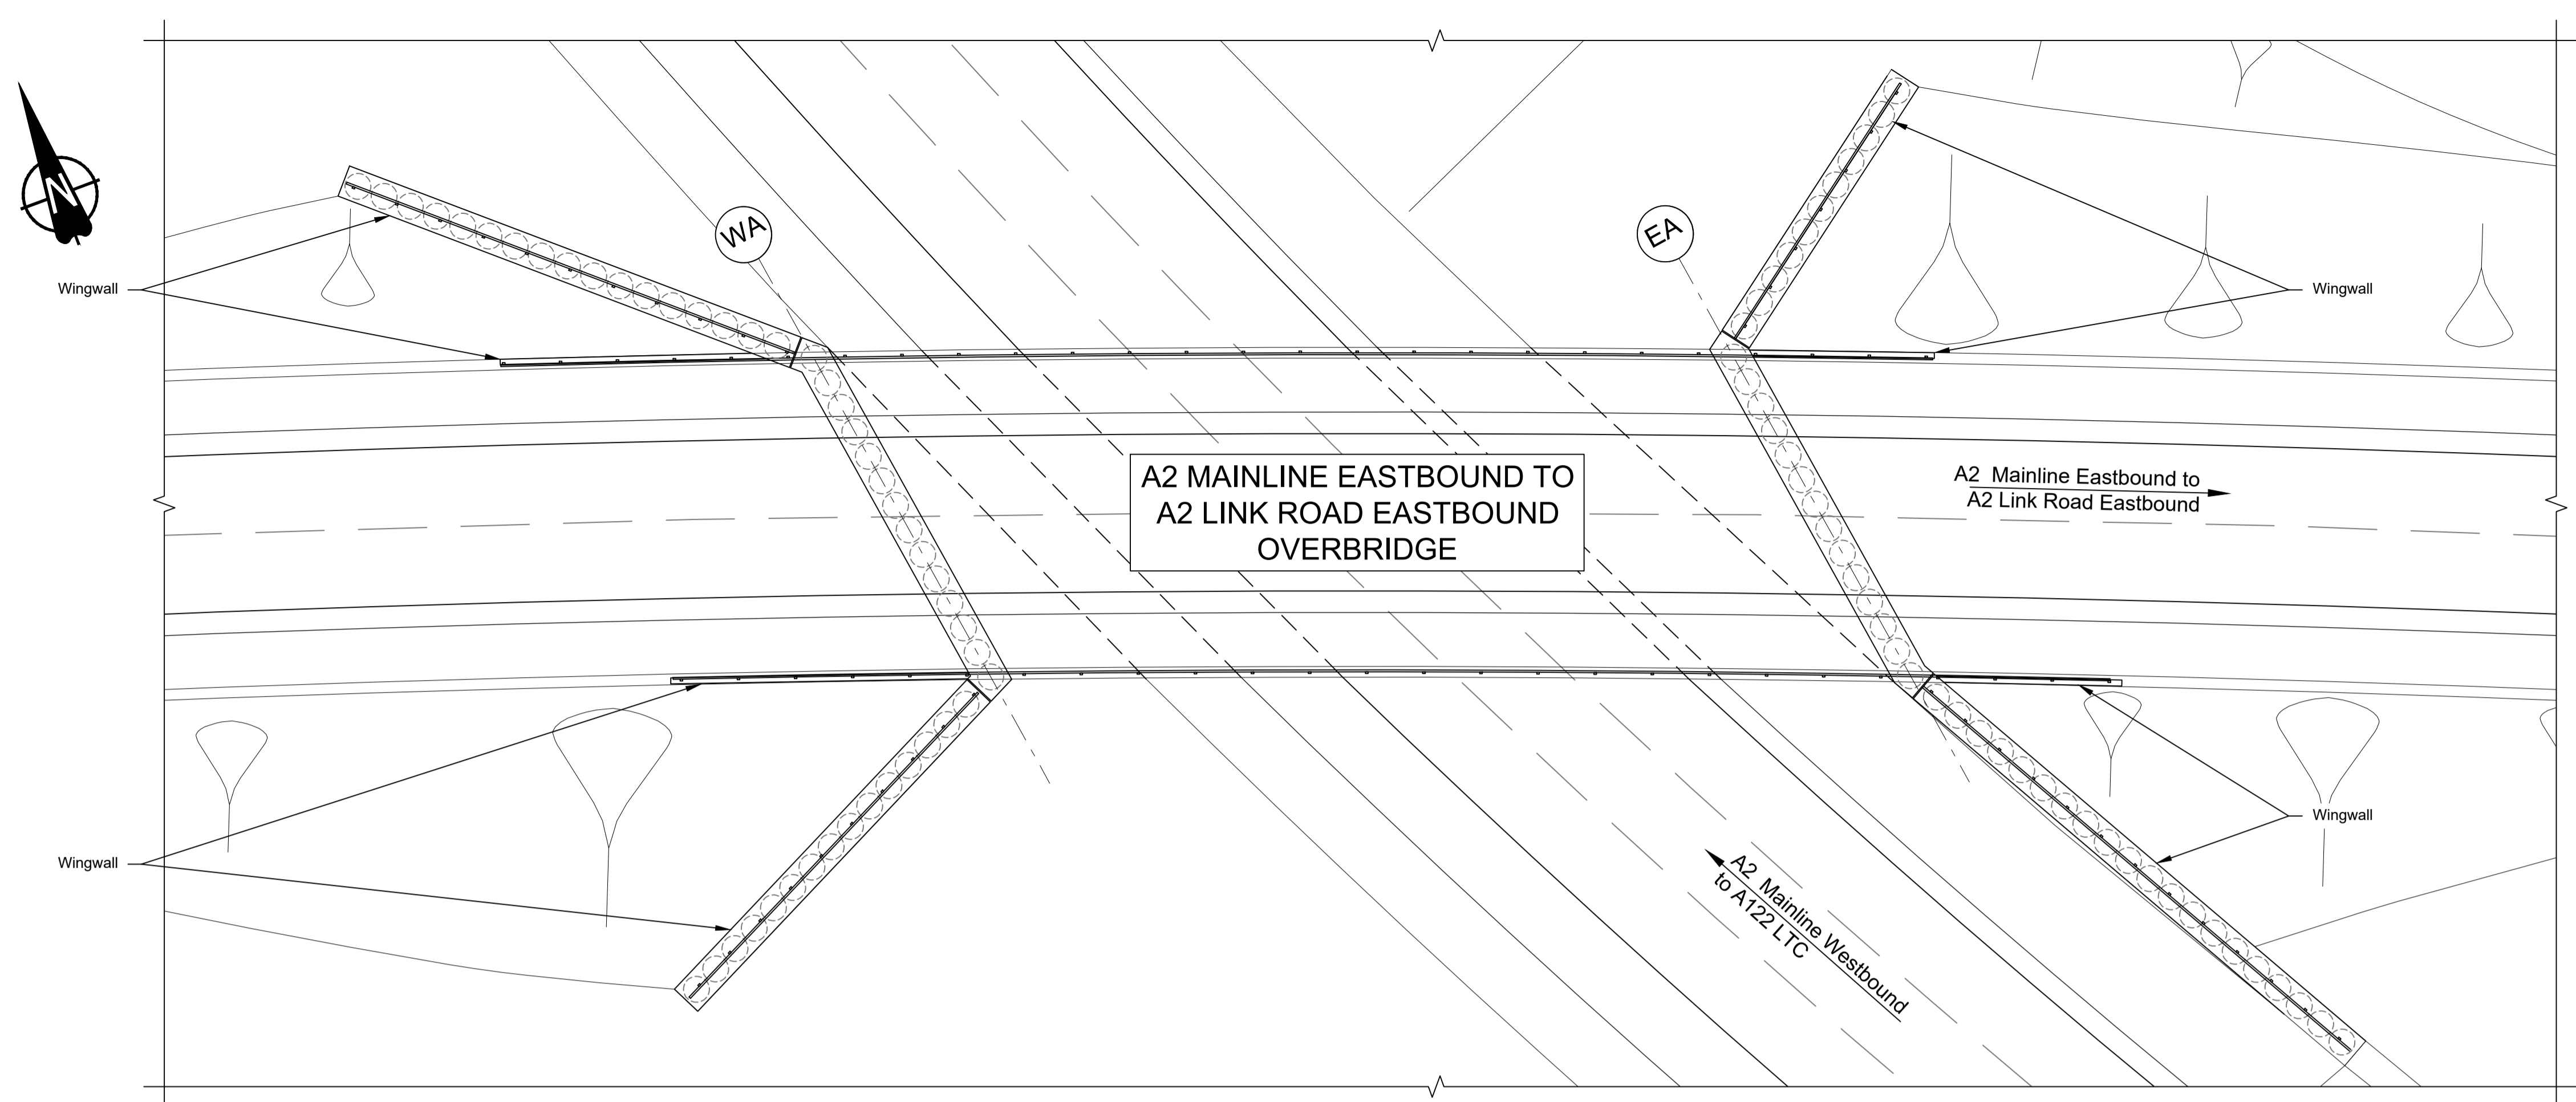 N
WA
EA
Wingwall
Wingwall
A2 MAINLINE EASTBOUND TO
A2 LINK ROAD EASTBOUND
OVERBRIDGE
A2 Mainline Eastbound to
A2 Link Road Eastbound
Wingwall
Wingwall
A2 Mainline Westbound
to A122 LTC